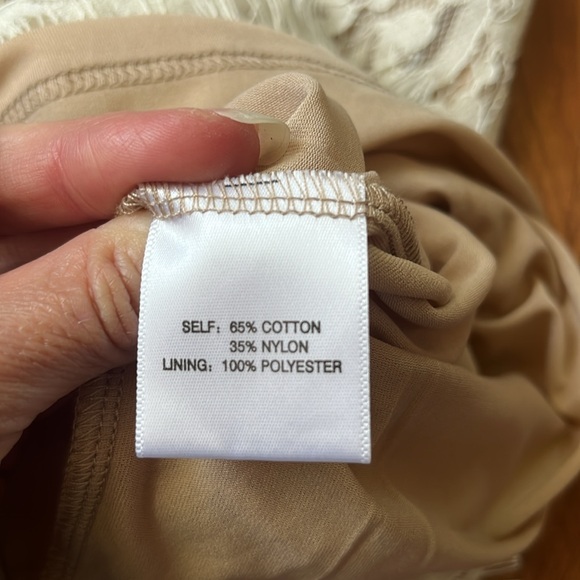 SELF: 65% COTTON
35% NYLON
LINING: 100% POLYESTER